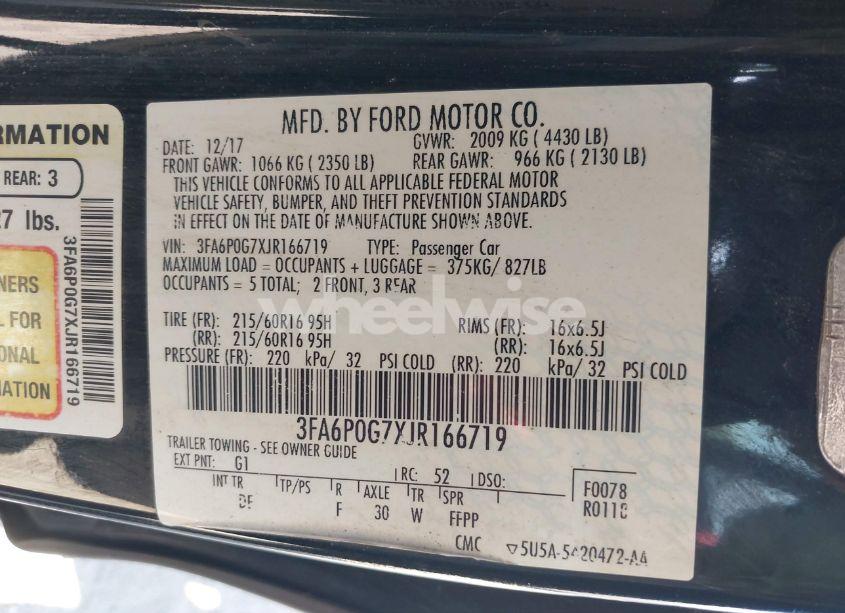 RMATION
REAR: 3
27 lbs.
NERS
L FOR
ONAL
MATION
3FA6P0G7XJR166719
MFD. BY FORD MOTOR CO.
DATE: 12/17 GVWR: 2009 KG ( 4430 LB)
FRONT GAWR: 1066 KG ( 2350 LB) REAR GAWR: 966 KG ( 2130 LB)
THIS VEHICLE CONFORMS TO ALL APPLICABLE FEDERAL MOTOR
VEHICLE SAFETY, BUMPER, AND THEFT PREVENTION STANDARDS
IN EFFECT ON THE DATE OF MANUFACTURE SHOWN ABOVE.
VIN: 3FA6P0G7XJR166719 TYPE: Passenger Car
MAXIMUM LOAD = OCCUPANTS + LUGGAGE = 375KG/ 827LB
OCCUPANTS = 5 TOTAL; 2 FRONT, 3 REAR
wheelwise
TIRE (FR): 215/60R16 95H RIMS (FR): 16x6.5J
(RR): 215/60R16 95H (RR): 16x6.5J
PRESSURE (FR): 220 kPa/ 32 PSI COLD (RR): 220 kPa/ 32 PSI COLD
3FA6P0G7XJR166719
TRAILER TOWING - SEE OWNER GUIDE
EXT PNT: G1 RC: 52 DSO:
INT TR TP/PS R AXLE TR SPR
F 30 W FFPP
F0078
R0118
CMC 5U5A-5420472-AA